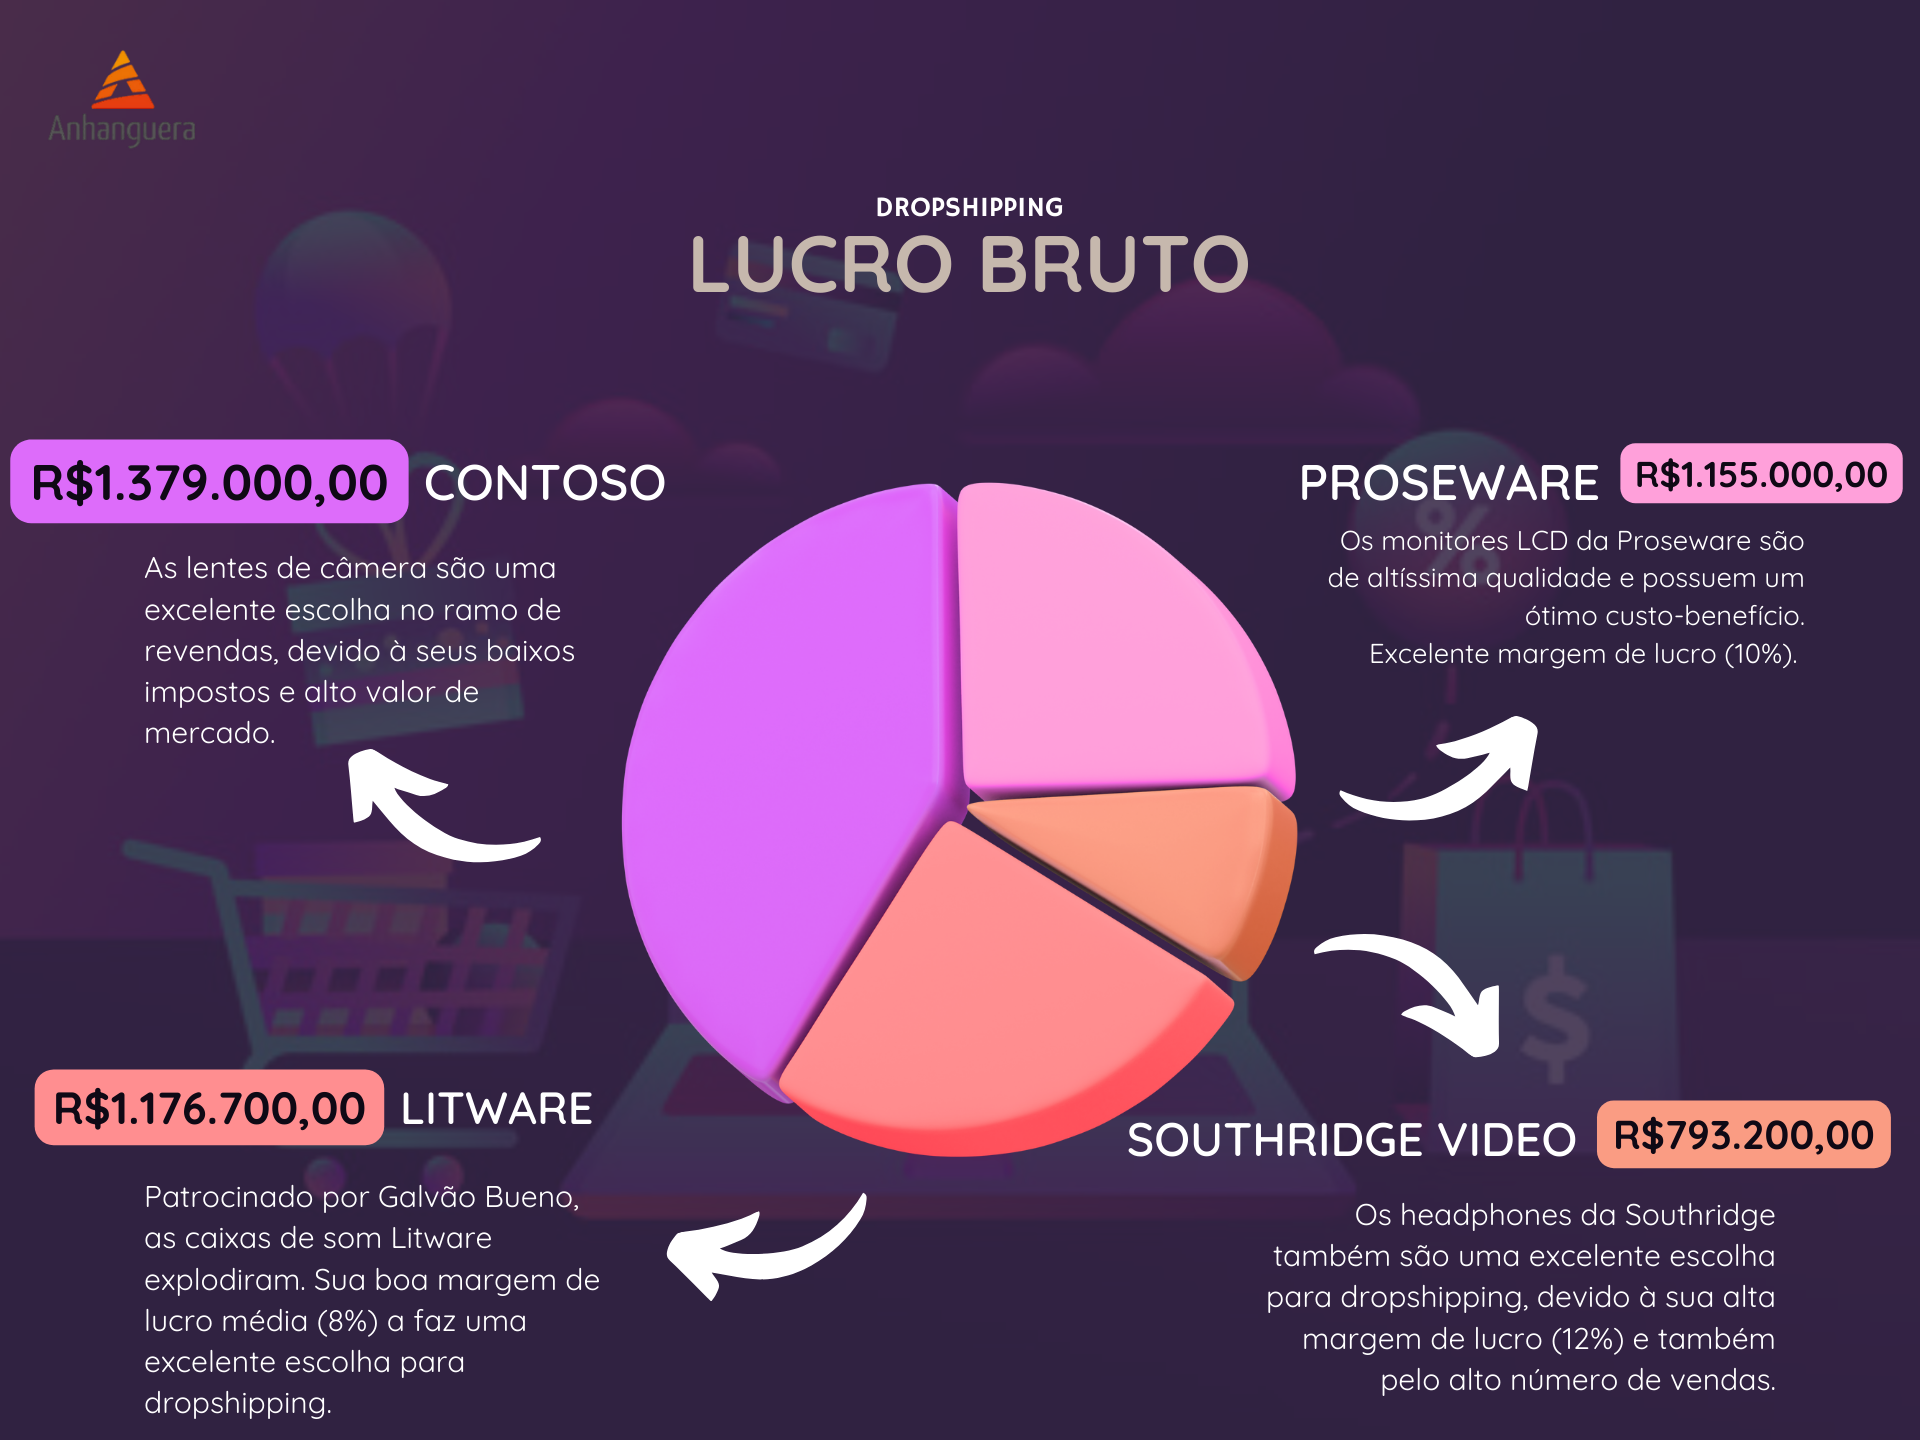 Anhanguera
DROPSHIPPING
LUCRO BRUTO
R$1.379.000,00 CONTOSO
As lentes de câmera são uma
excelente escolha no ramo de
revendas, devido à seus baixos
impostos e alto valor de
mercado.
PROSEWARE R$1.155.000,00
Os monitores LCD da Proseware são
de altíssima qualidade e possuem um
ótimo custo-benefício.
Excelente margem de lucro (10%).
%
$
R$1.176.700,00 LITWARE
Patrocinado por Galvão Bueno,
as caixas de som Litware
explodiram. Sua boa margem de
lucro média (8%) a faz uma
excelente escolha para
dropshipping.
SOUTHRIDGE VIDEO R$793.200,00
Os headphones da Southridge
também são uma excelente escolha
para dropshipping, devido à sua alta
margem de lucro (12%) e também
pelo alto número de vendas.